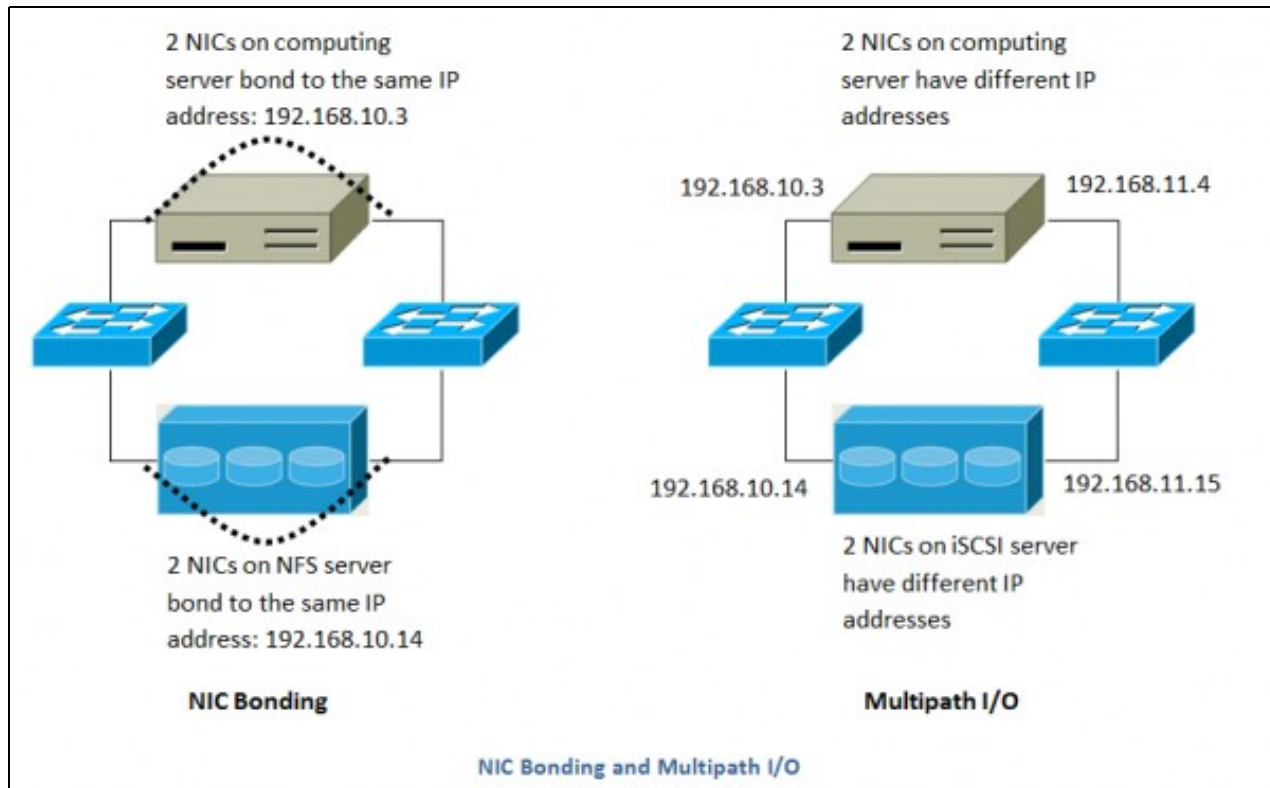 2 NICs on computing
server bond to the same IP
address: 192.168.10.3
2 NICs on NFS server
bond to the same IP
address: 192.168.10.14
NIC Bonding
2 NICs on computing
server have different IP
addresses
192.168.10.3
192.168.11.4
192.168.10.14
192.168.11.15
2 NICs on iSCSI server
have different IP
addresses
Multipath I/O
NIC Bonding and Multipath I/O